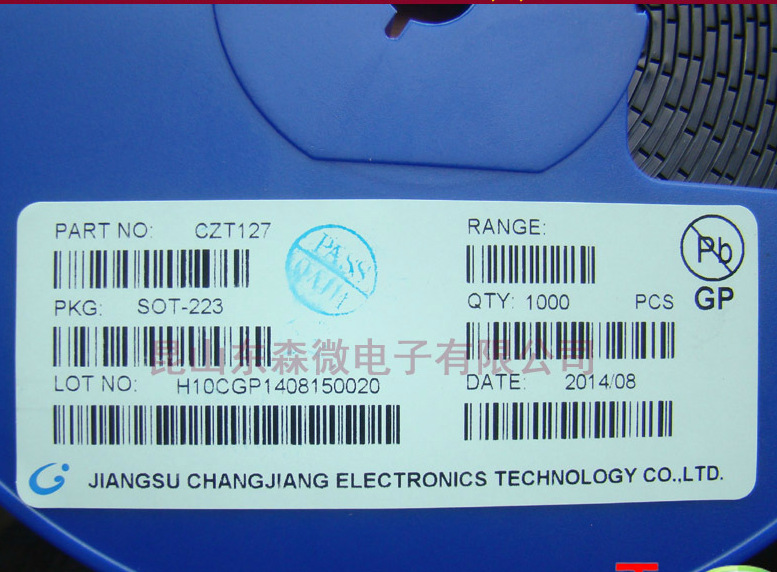 PART NO: CZT127
RANGE:
Pb
PASS
PKG: SOT-223
QTY: 1000 PCS
GP
昆山东森微电子有限公司
LOT NO: H10CGP1408150020
DATE: 2014/08
JIANGSU CHANGJIANG ELECTRONICS TECHNOLOGY CO.,LTD.